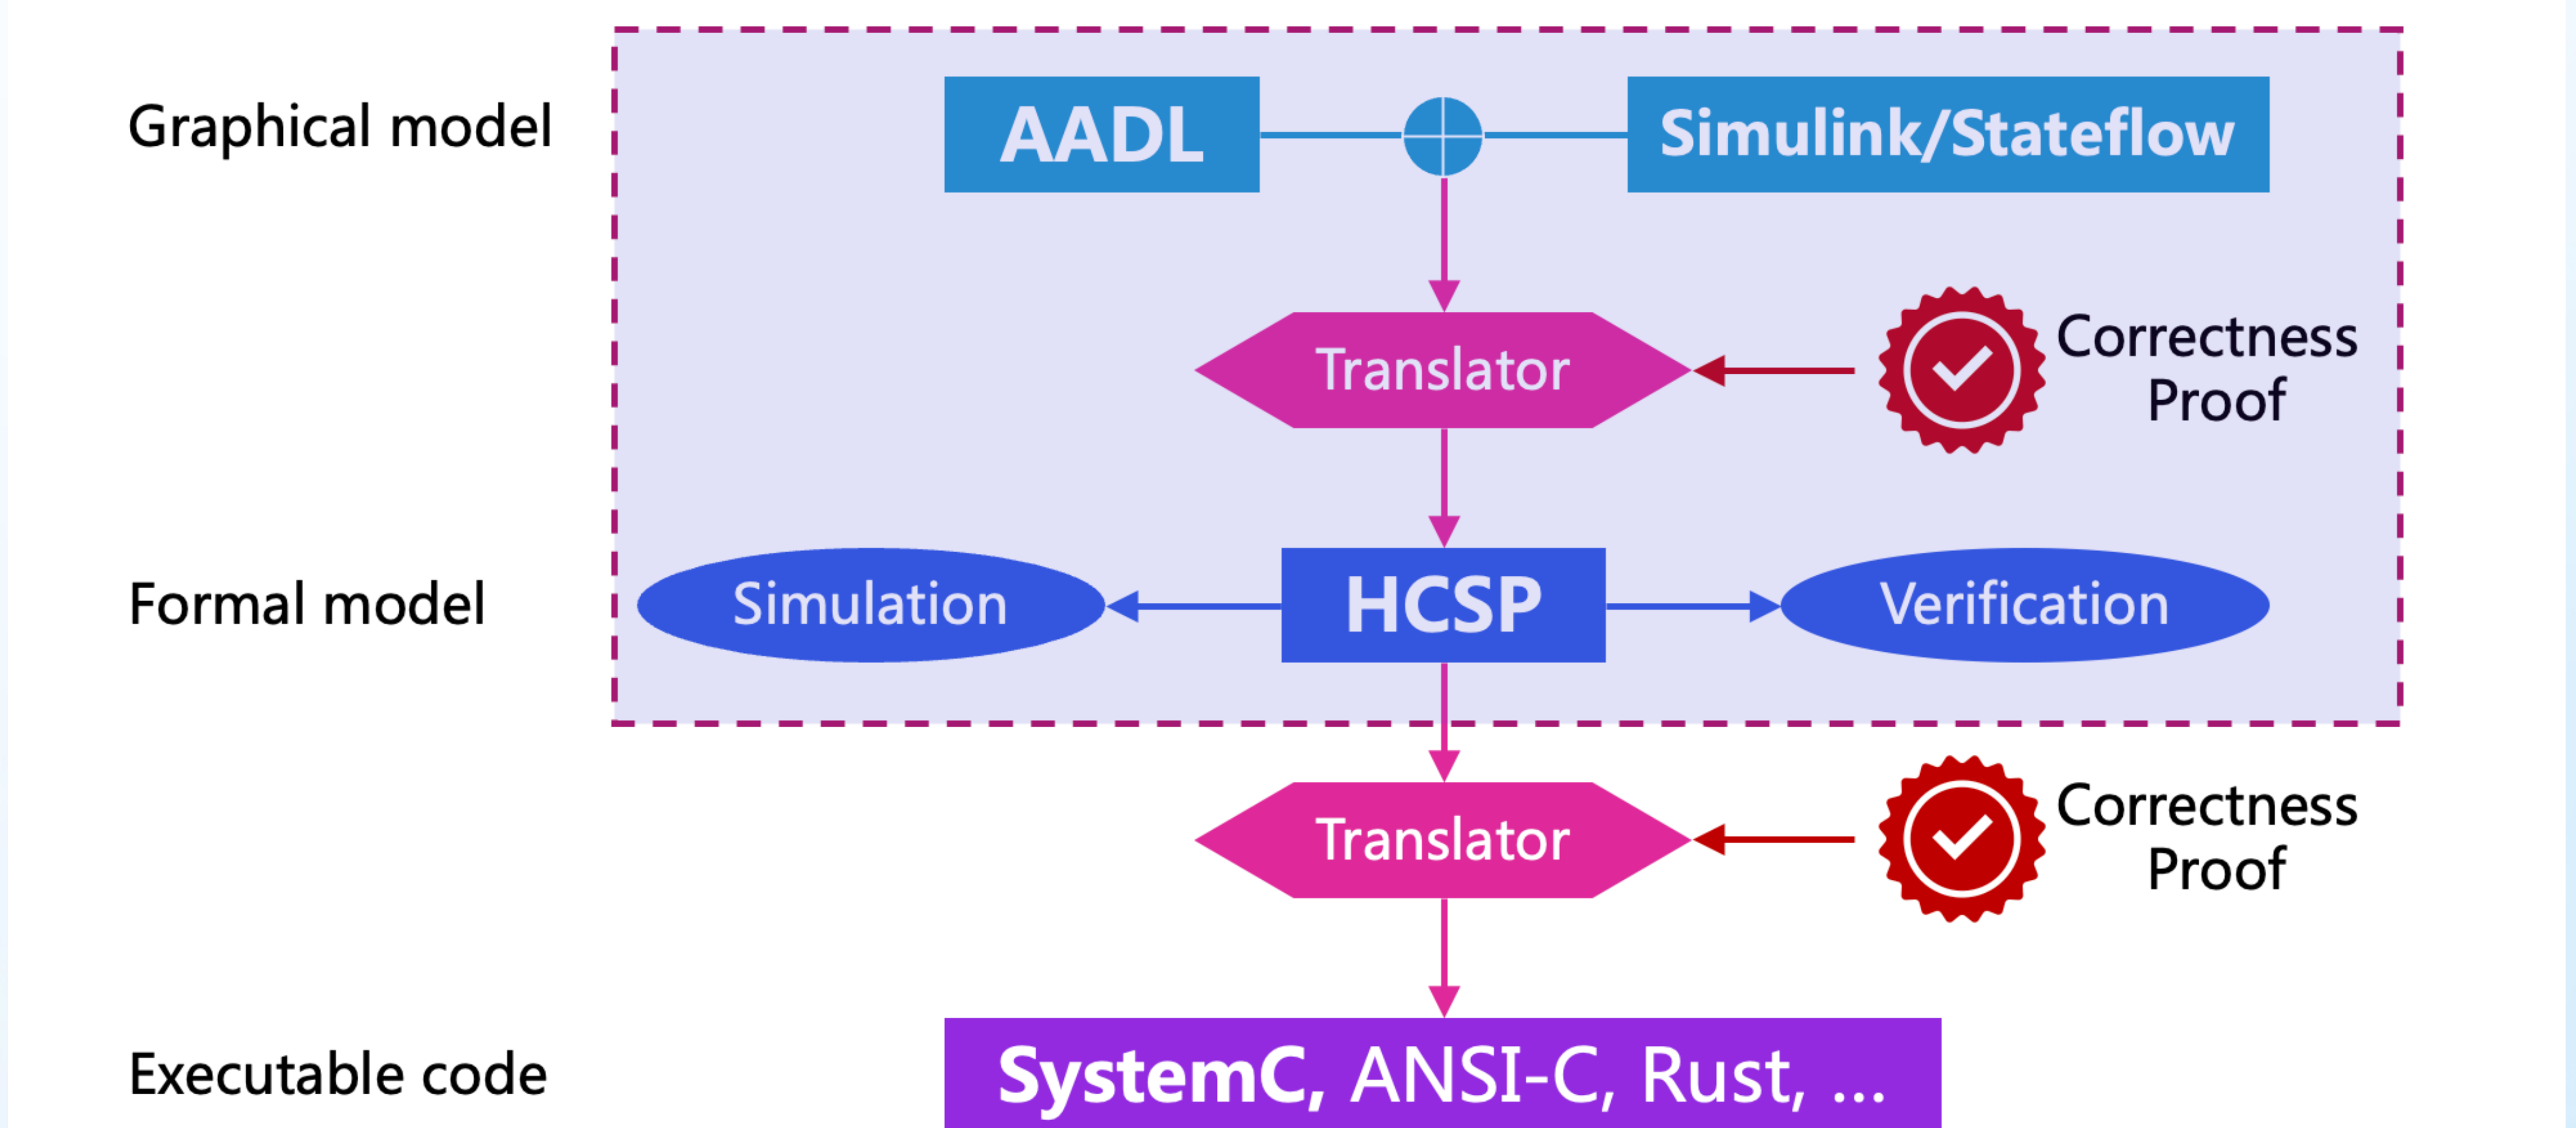 Graphical model
AADL
Simulink/Stateflow
Translator
Correctness
Proof
Formal model
Simulation
HCSP
Verification
Translator
Correctness
Proof
Executable code
SystemC, ANSI-C, Rust, ...